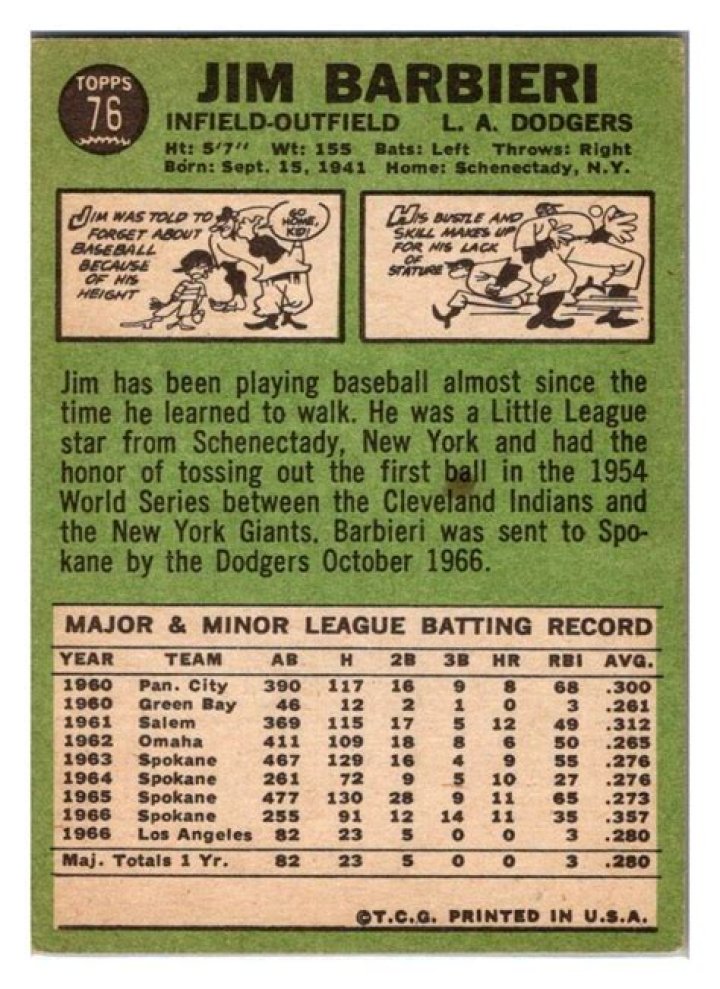 TOPPS
76
JIM BARBIERI
INFIELD-OUTFIELD L. A. DODGERS
Ht: 5'7" Wt: 155 Bats: Left Throws: Right
Born: Sept. 15, 1941 Home: Schenectady, N.Y.
JIM WAS TOLD TO
FORGET ABOUT
BASEBALL
BECAUSE
OF HIS
HEIGHT
GO
HOME,
KID!
HIS BUSTLE AND
SKILL MAKES UP
FOR HIS LACK
OF
STATURE
Jim has been playing baseball almost since the
time he learned to walk. He was a Little League
star from Schenectady, New York and had the
honor of tossing out the first ball in the 1954
World Series between the Cleveland Indians and
the New York Giants. Barbieri was sent to Spo-
kane by the Dodgers October 1966.
MAJOR & MINOR LEAGUE BATTING RECORD
YEAR TEAM AB H 2B 3B HR RBI AVG.
1960 Pan. City 390 117 16 9 8 68 .300
1960 Green Bay 46 12 2 1 0 3 .261
1961 Salem 369 115 17 5 12 49 .312
1962 Omaha 411 109 18 8 6 50 .265
1963 Spokane 467 129 16 4 9 55 .276
1964 Spokane 261 72 9 5 10 27 .276
1965 Spokane 477 130 28 9 11 65 .273
1966 Spokane 255 91 12 14 11 35 .357
1966 Los Angeles 82 23 5 0 0 3 .280
Maj. Totals 1 Yr. 82 23 5 0 0 3 .280
©T.C.G. PRINTED IN U.S.A.